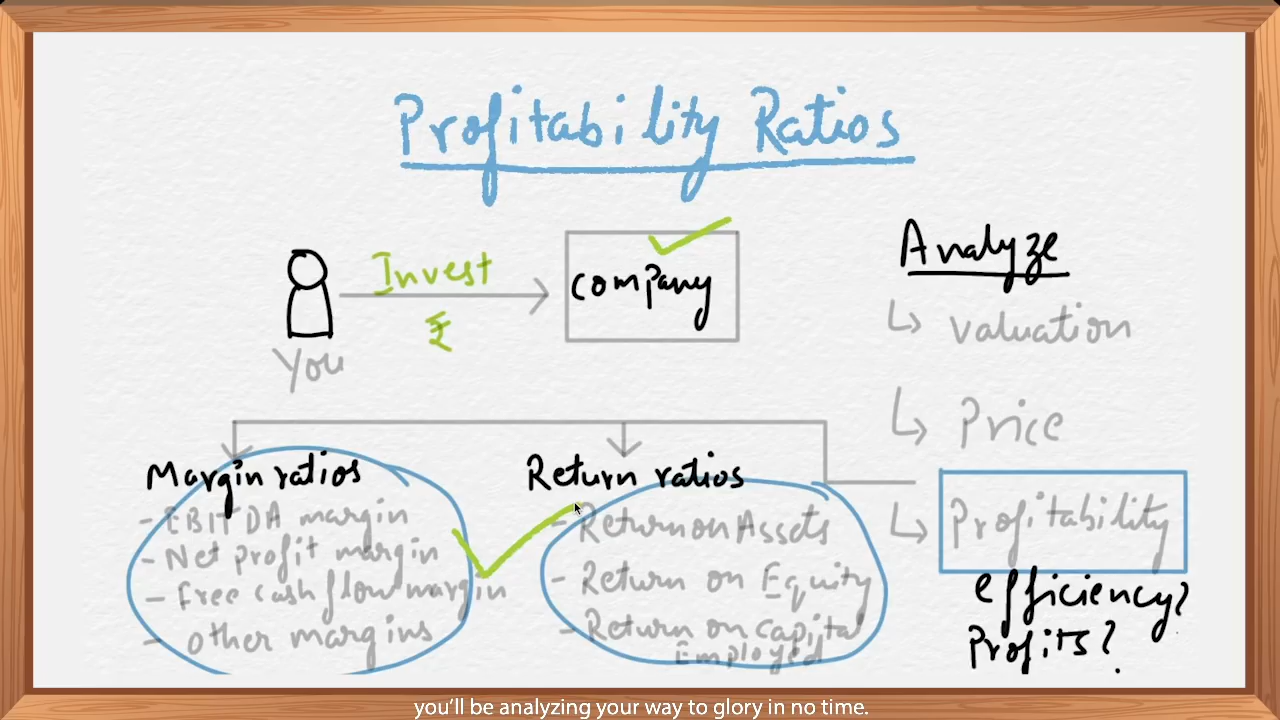 Profitability Ratios
Invest
₹
You
company
Analyze
valuation
Price
Profitability
efficiency?
Profits?
Margin ratios
- EBITDA margin
- Net profit margin
- Free cash flow margin
- other margins
Return ratios
- Return on Assets
- Return on Equity
- Return on capital
Employed
you'll be analyzing your way to glory in no time.